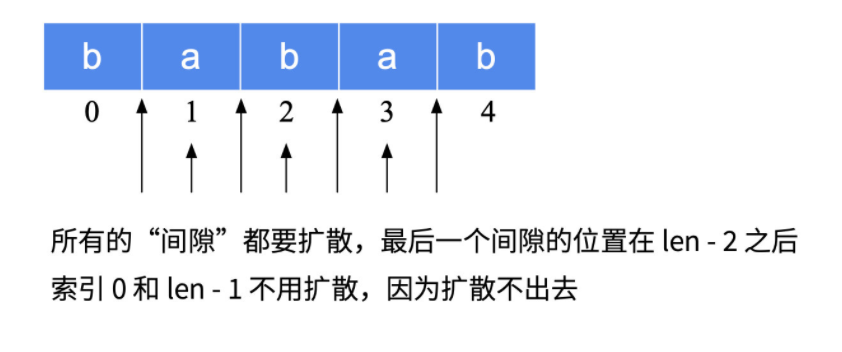 b a b a b
0 1 2 3 4
所有的“间隙”都要扩散，最后一个间隙的位置在 len - 2 之后
索引 0 和 len - 1 不用扩散，因为扩散不出去